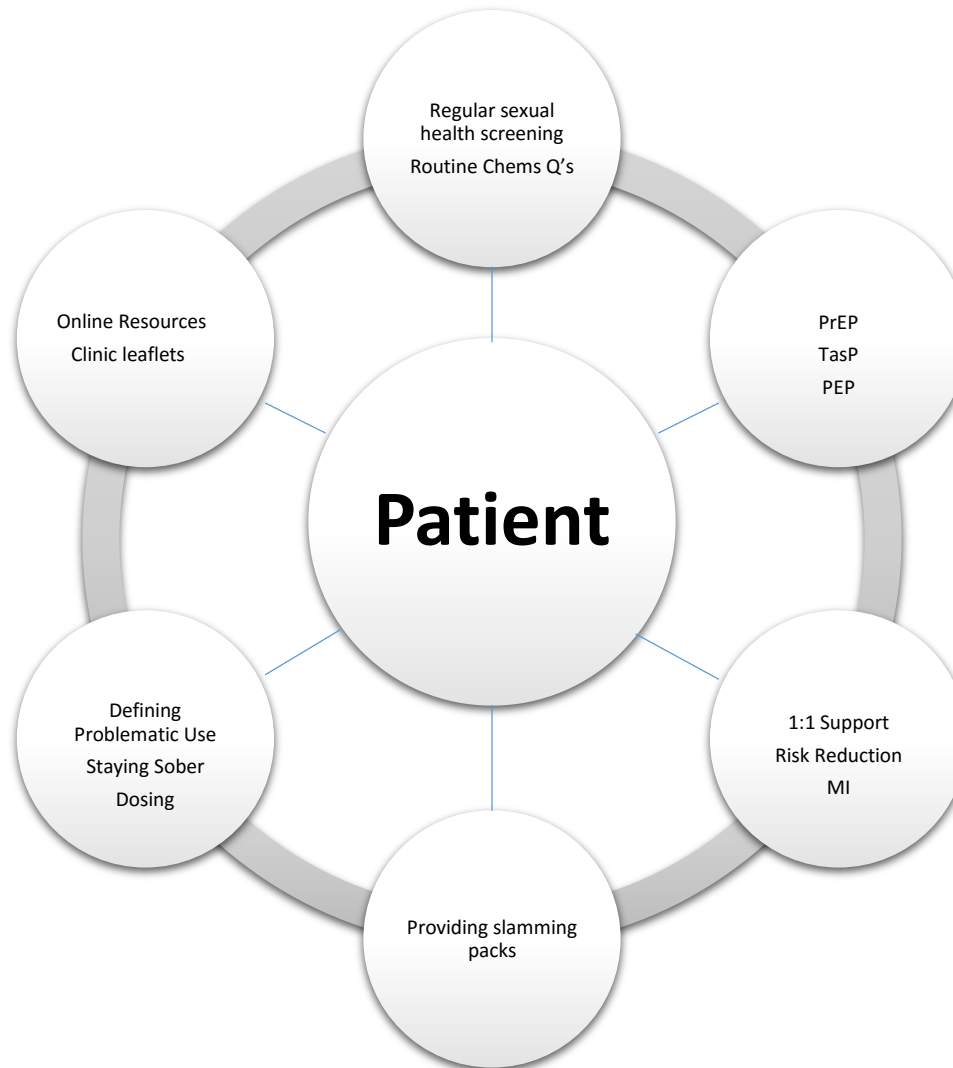 Regular sexual
health screening
Routine Chems Q’s
PrEP
TasP
PEP
1:1 Support
Risk Reduction
MI
Providing slamming
packs
Defining
Problematic Use
Staying Sober
Dosing
Online Resources
Clinic leaflets
Patient